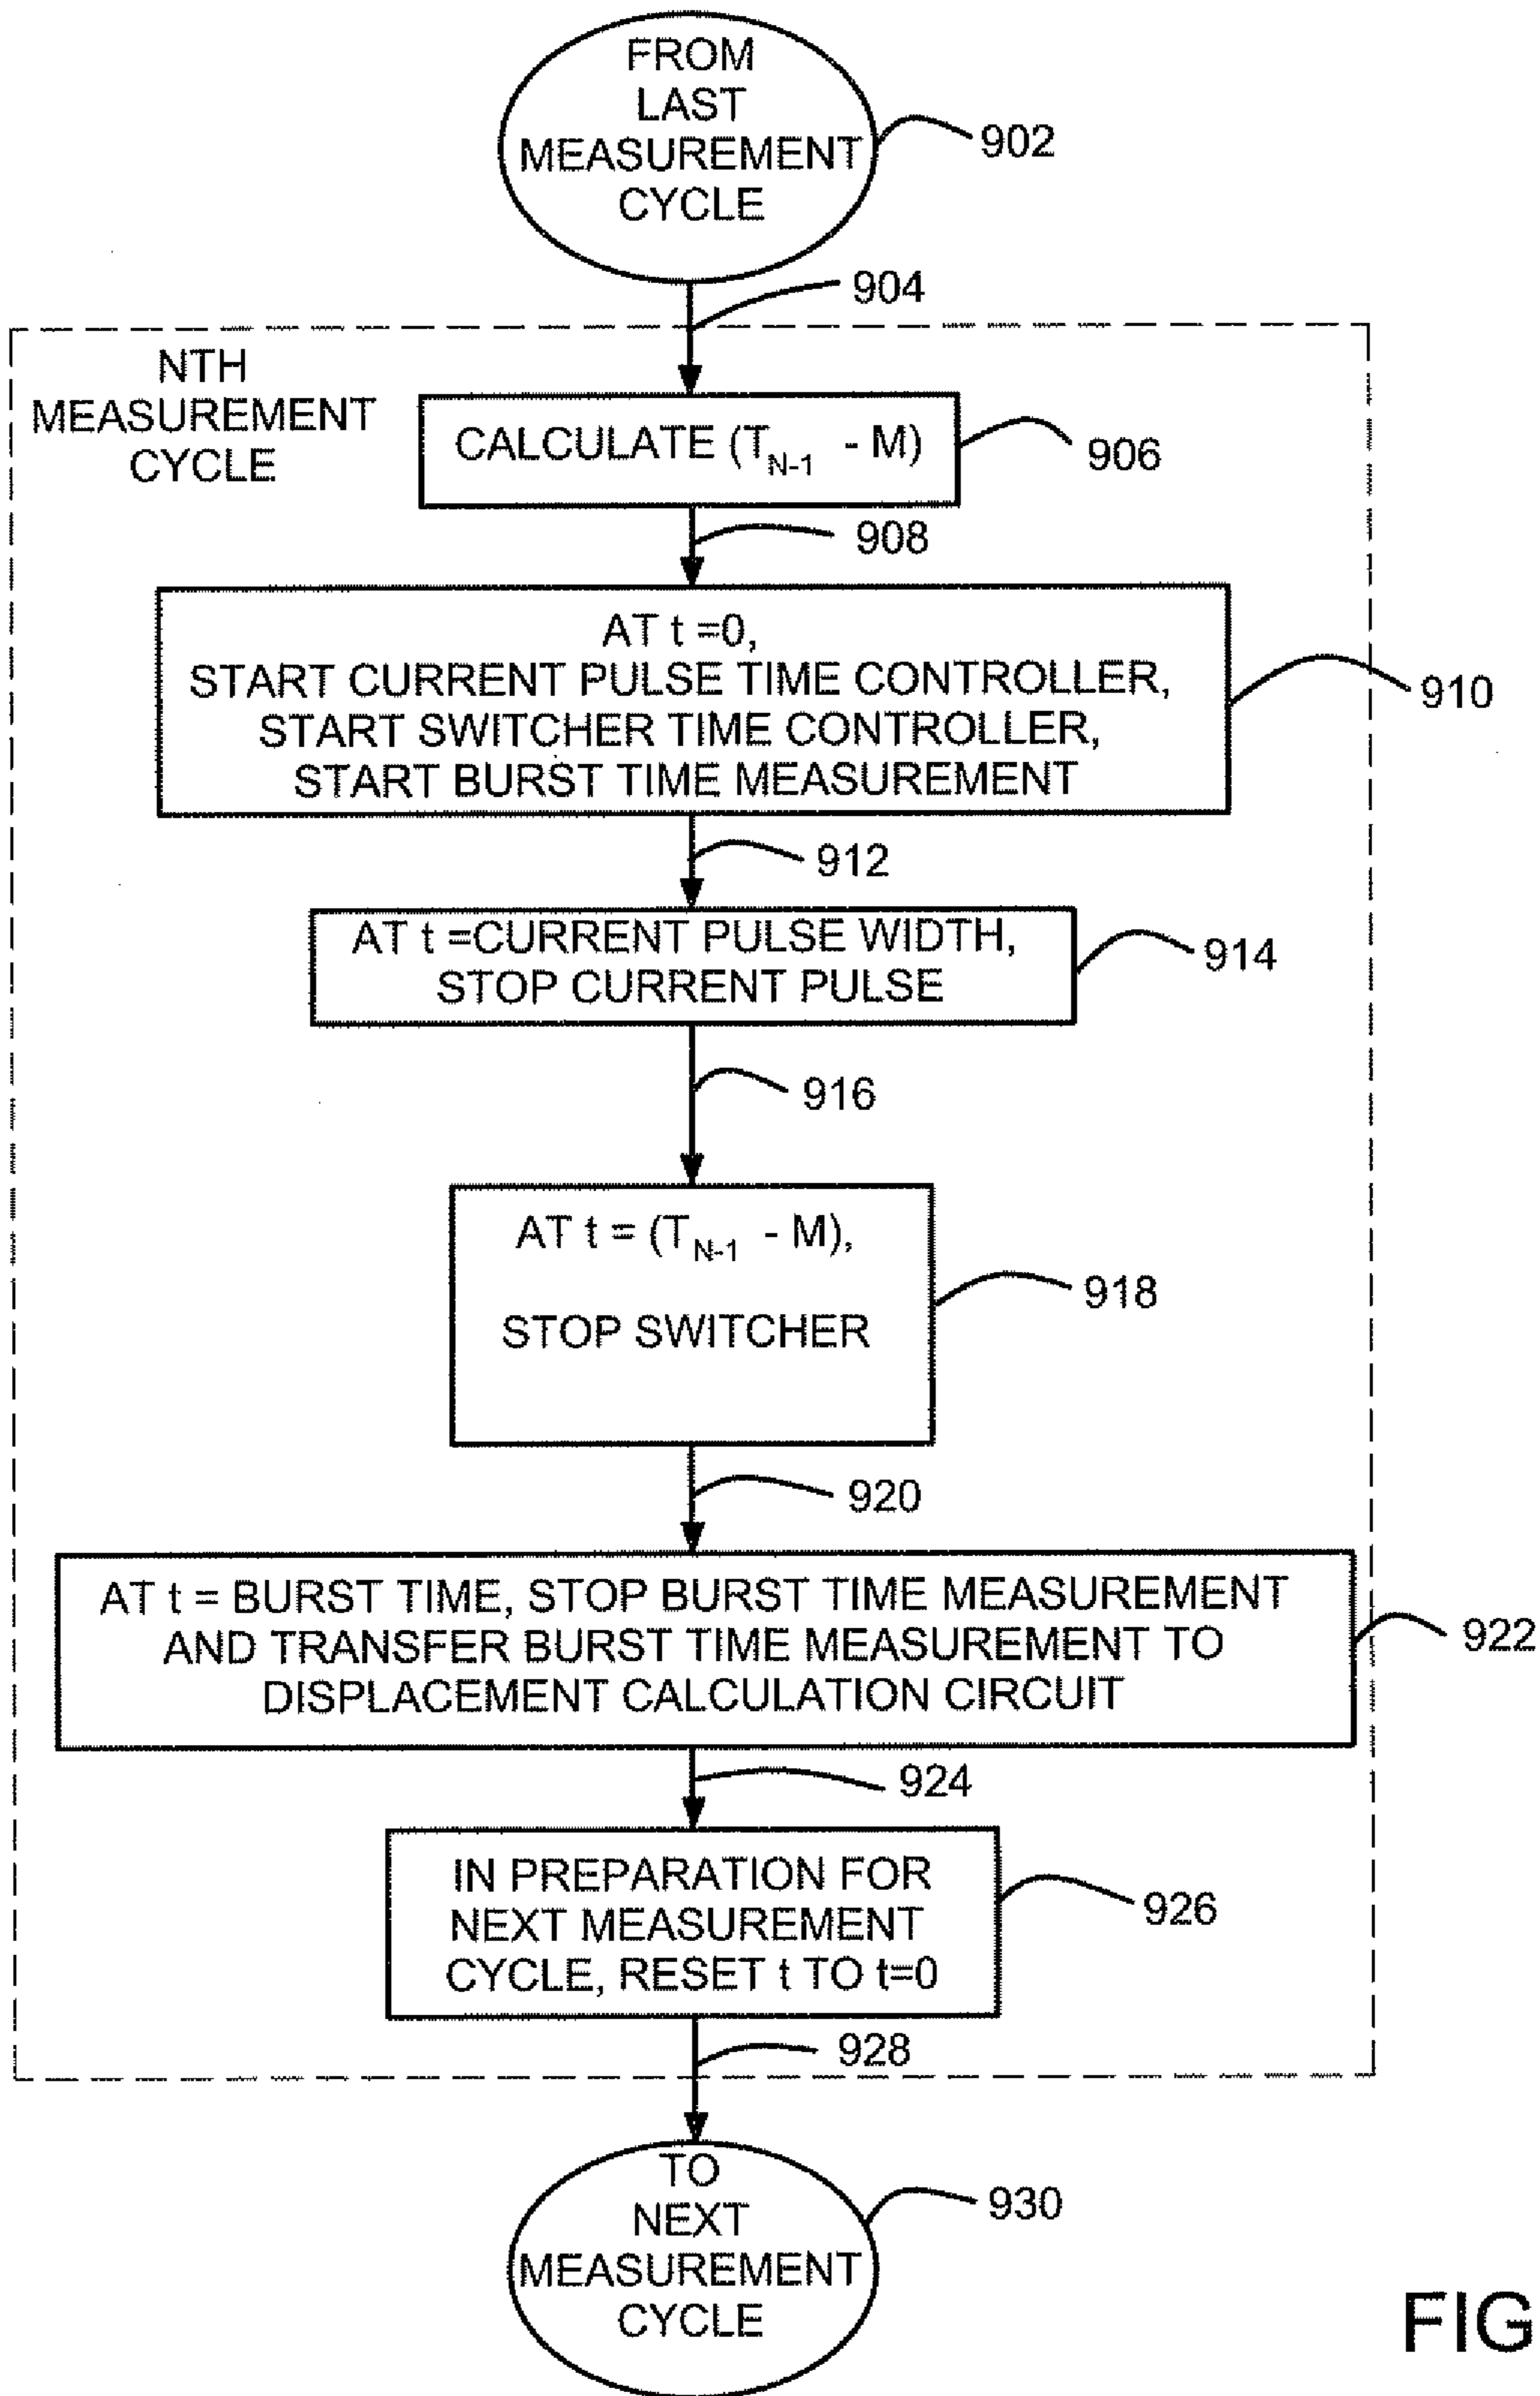 FROM
LAST
MEASUREMENT
CYCLE
902
904
NTH
MEASUREMENT
CYCLE
CALCULATE (T_N-1 - M)
906
908
AT t =0,
START CURRENT PULSE TIME CONTROLLER,
START SWITCHER TIME CONTROLLER,
START BURST TIME MEASUREMENT
910
912
AT t =CURRENT PULSE WIDTH,
STOP CURRENT PULSE
914
916
AT t = (T_N-1 - M),
STOP SWITCHER
918
920
AT t = BURST TIME, STOP BURST TIME MEASUREMENT
AND TRANSFER BURST TIME MEASUREMENT TO
DISPLACEMENT CALCULATION CIRCUIT
922
924
IN PREPARATION FOR
NEXT MEASUREMENT
CYCLE, RESET t TO t=0
926
928
TO
NEXT
MEASUREMENT
CYCLE
930
FIG